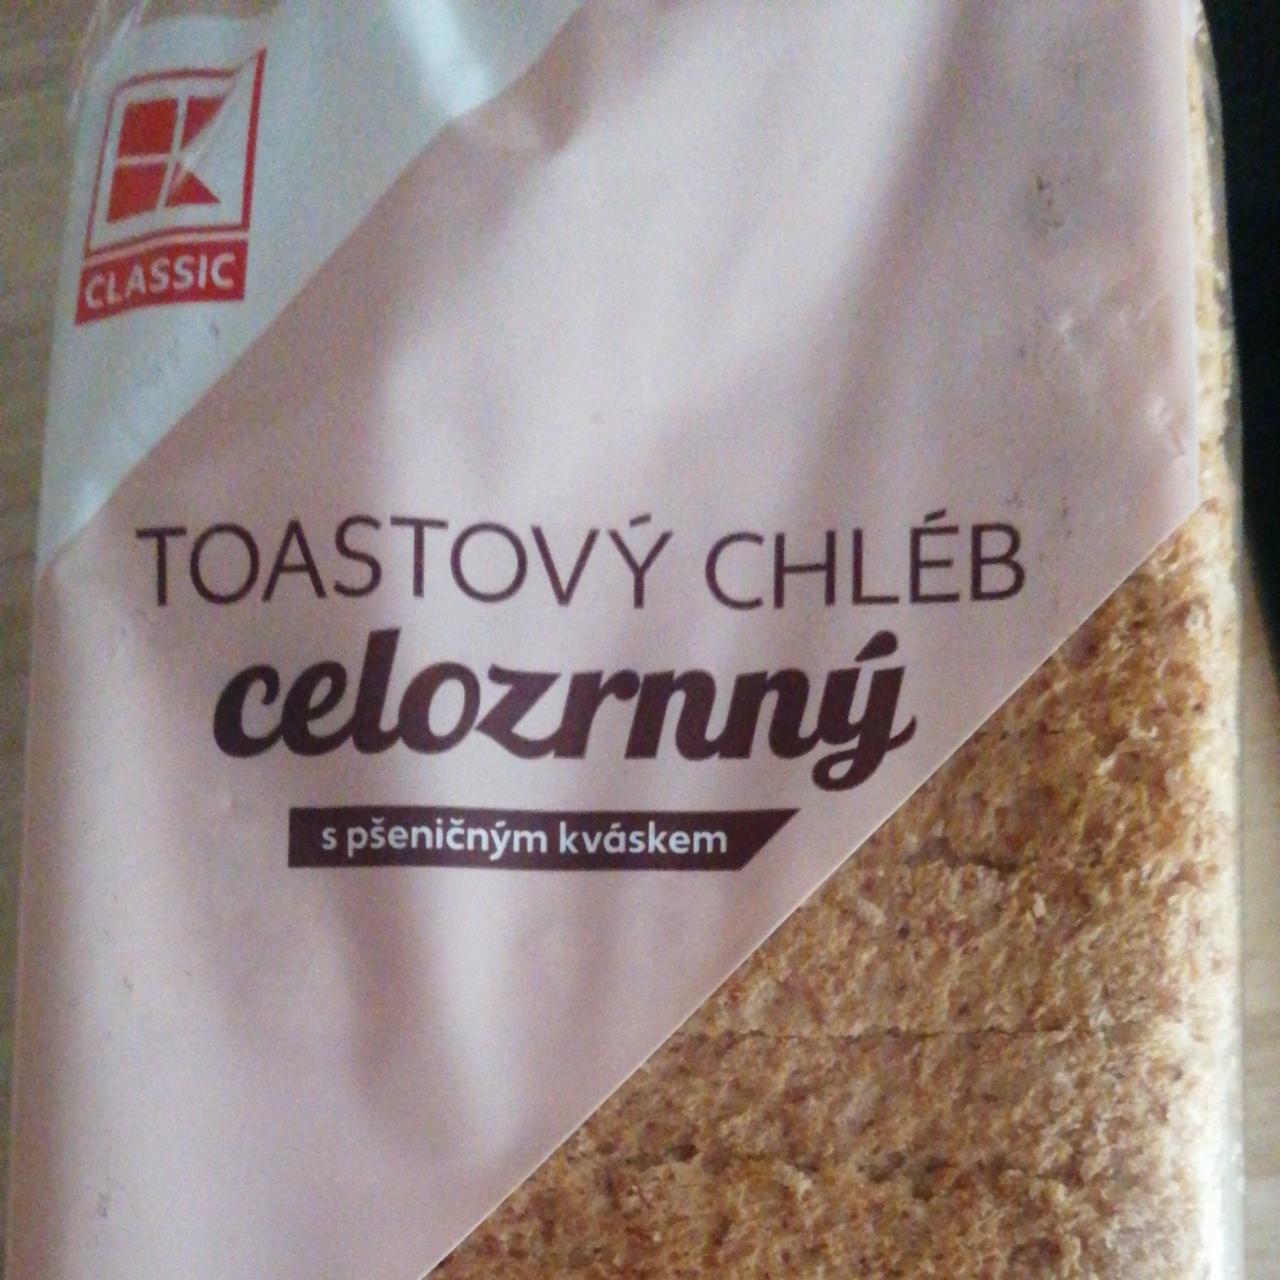 CLASSIC
TOASTOVÝ CHLÉB
celozrnný
s pšeničným kváskem